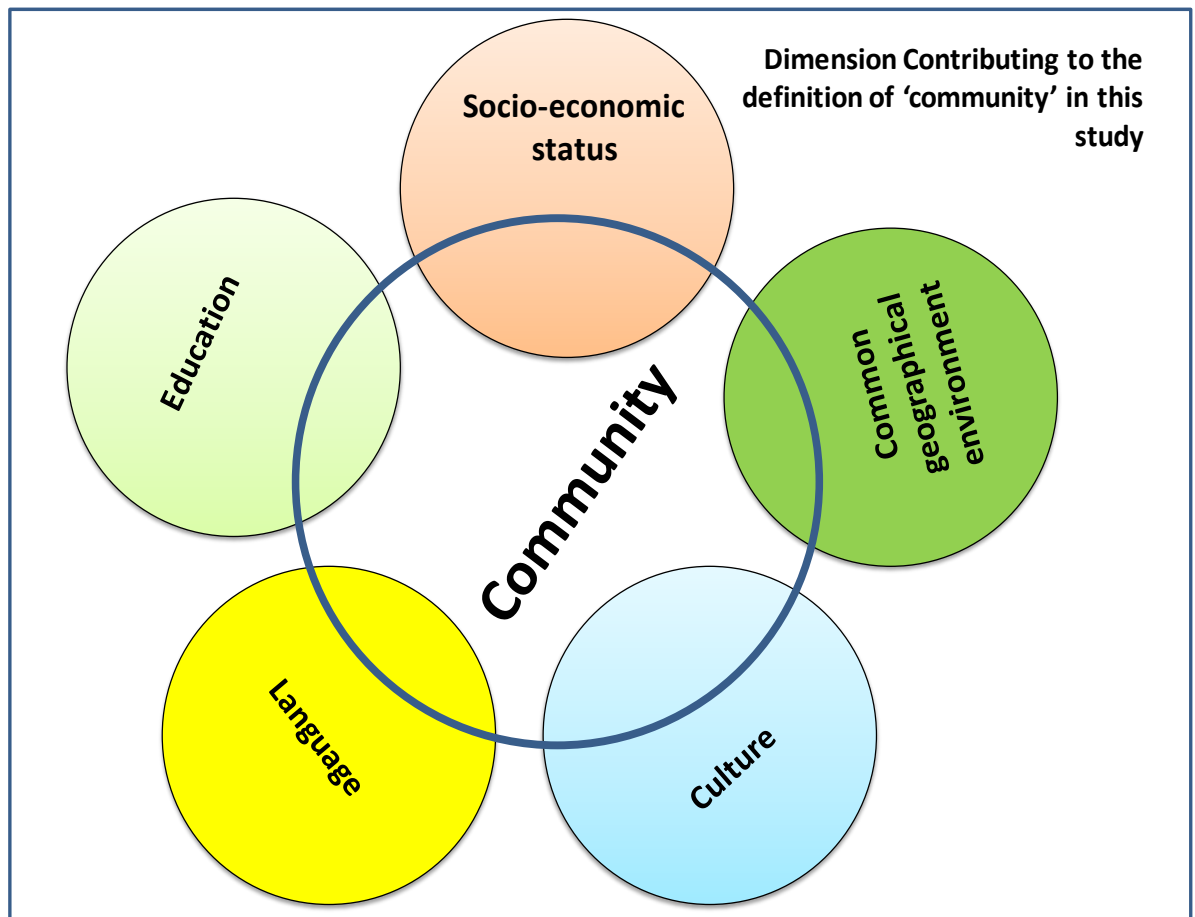 Dimension Contributing to the
definition of ‘community’ in this
study
Socio-economic
status
Education
Common
geographical
environment
Community
Language
Culture